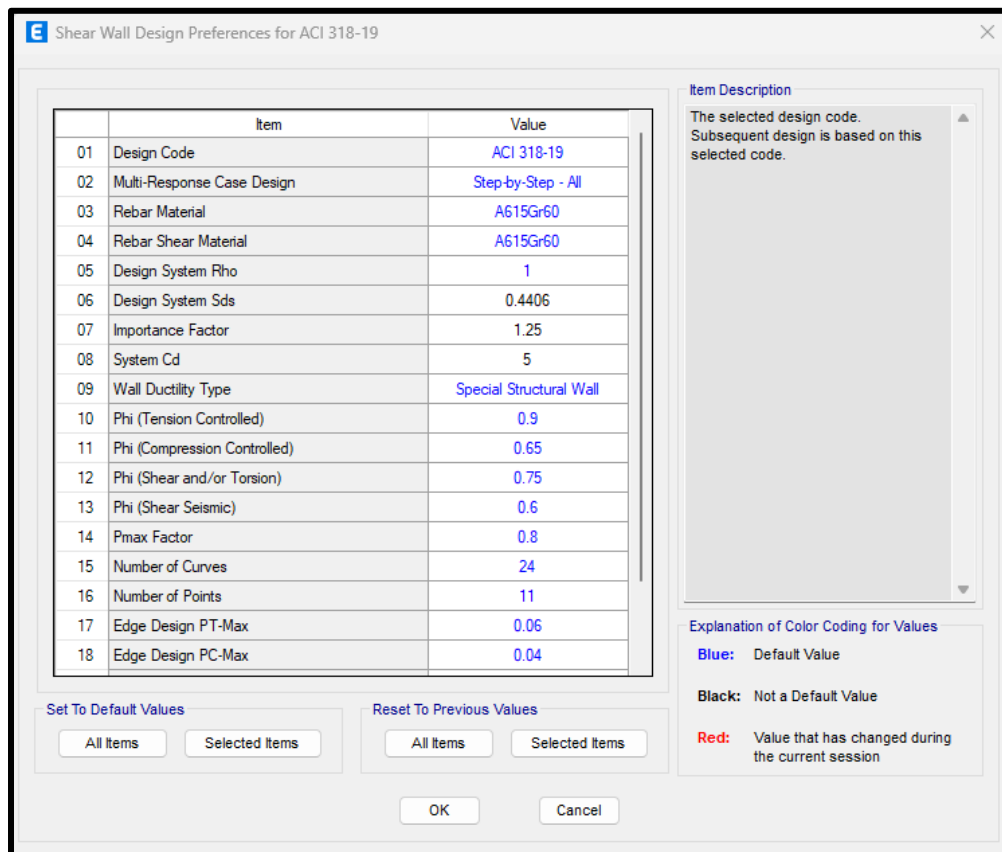 E Shear Wall Design Preferences for ACI 318-19
Item Value
01 Design Code ACI 318-19
02 Multi-Response Case Design Step-by-Step - All
03 Rebar Material A615Gr60
04 Rebar Shear Material A615Gr60
05 Design System Rho 1
06 Design System Sds 0.4406
07 Importance Factor 1.25
08 System Cd 5
09 Wall Ductility Type Special Structural Wall
10 Phi (Tension Controlled) 0.9
11 Phi (Compression Controlled) 0.65
12 Phi (Shear and/or Torsion) 0.75
13 Phi (Shear Seismic) 0.6
14 Pmax Factor 0.8
15 Number of Curves 24
16 Number of Points 11
17 Edge Design PT-Max 0.06
18 Edge Design PC-Max 0.04
Item Description
The selected design code.
Subsequent design is based on this
selected code.
Explanation of Color Coding for Values
Blue: Default Value
Black: Not a Default Value
Red: Value that has changed during
the current session
Set To Default Values
All Items Selected Items
Reset To Previous Values
All Items Selected Items
OK Cancel